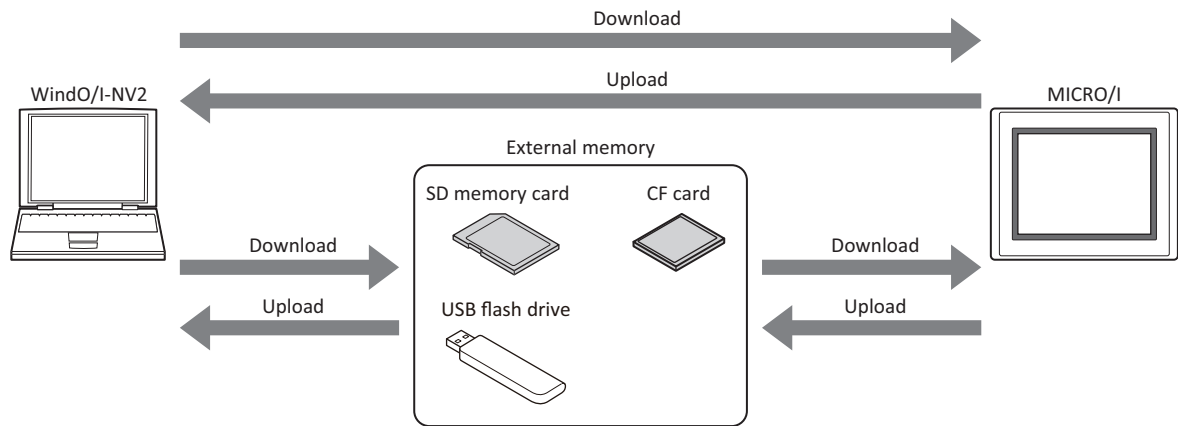 Download
Upload
WindO/I-NV2
MICRO/I
External memory
SD memory card
CF card
Download
Download
Upload
USB flash drive
Upload